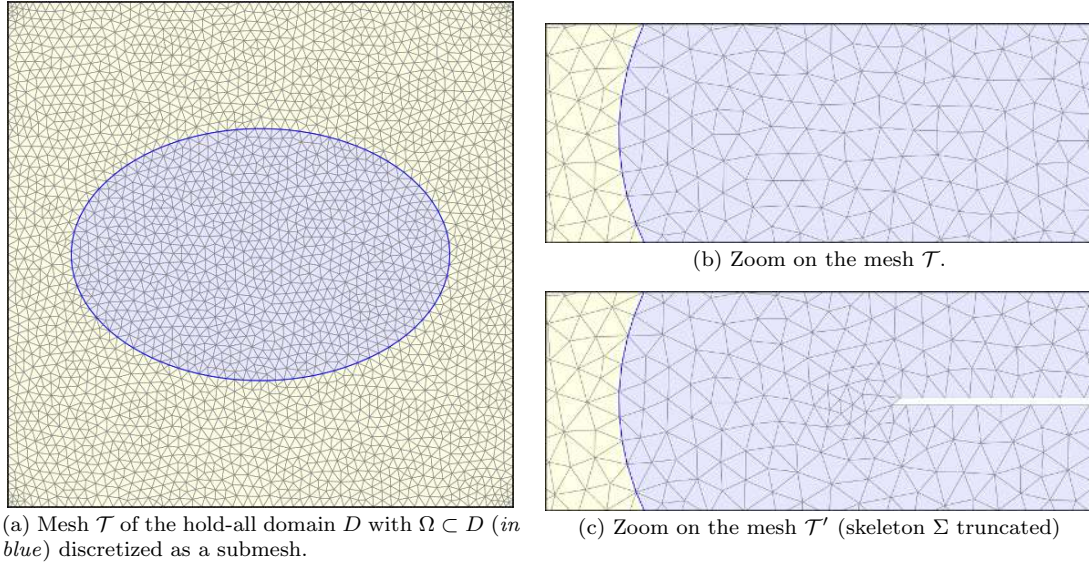 (a) Mesh 𝒯 of the hold-all domain D with Ω ⊂ D (in
blue) discretized as a submesh.
(b) Zoom on the mesh 𝒯.
(c) Zoom on the mesh 𝒯′ (skeleton Σ truncated)